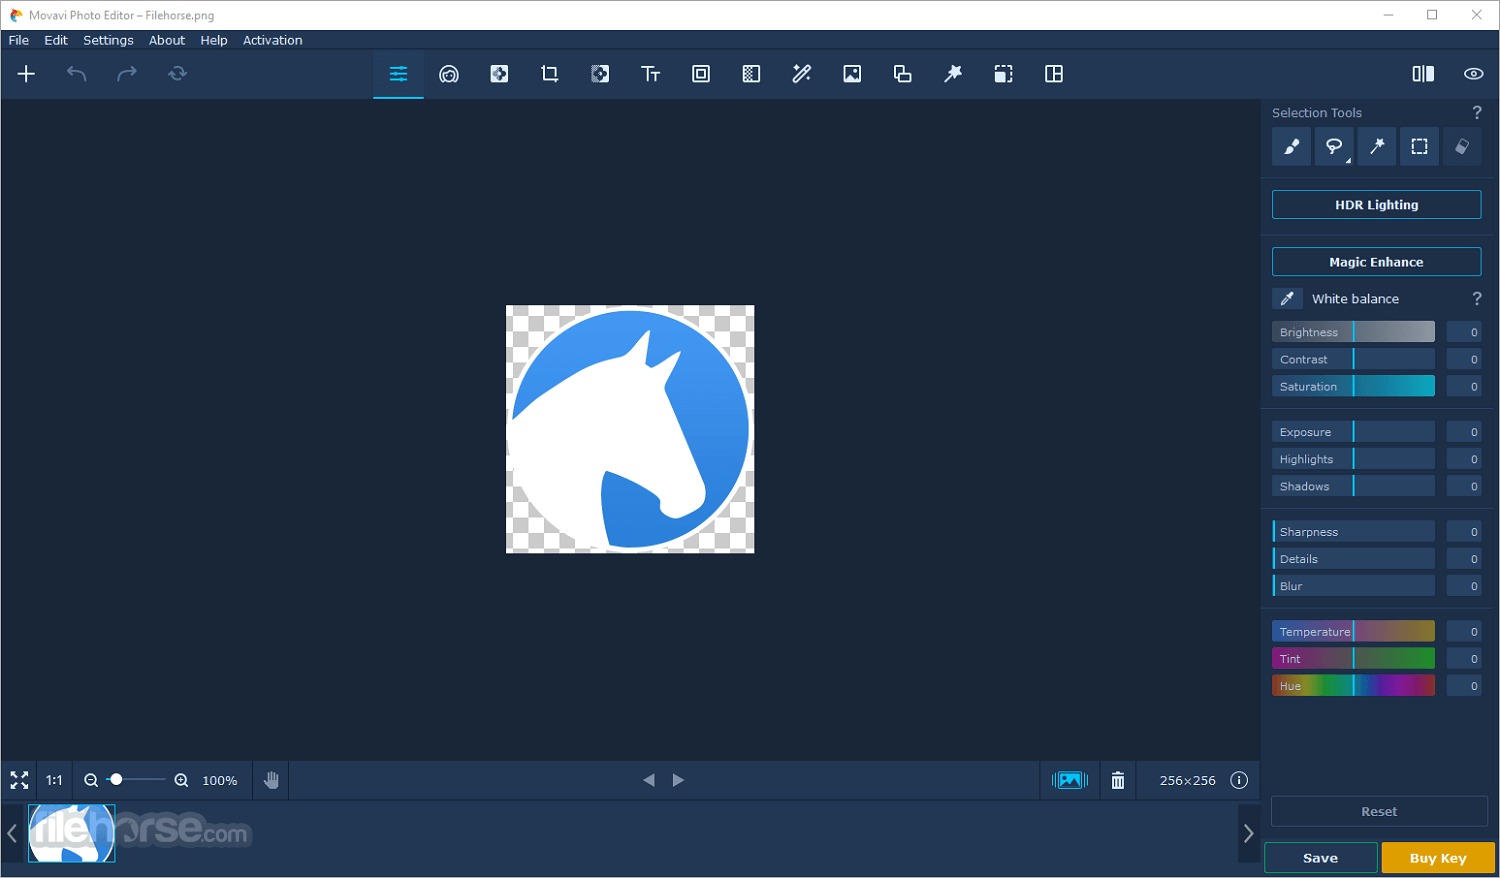 Movavi Photo Editor – Filehorse.png
File Edit Settings About Help Activation
Selection Tools ?
HDR Lighting
Magic Enhance
White balance ?
Brightness 0
Contrast 0
Saturation 0
Exposure 0
Highlights 0
Shadows 0
Sharpness 0
Details 0
Blur 0
Temperature 0
Tint 0
Hue 0
1:1 100% 256×256
Reset
filehorse.com
Save Buy Key